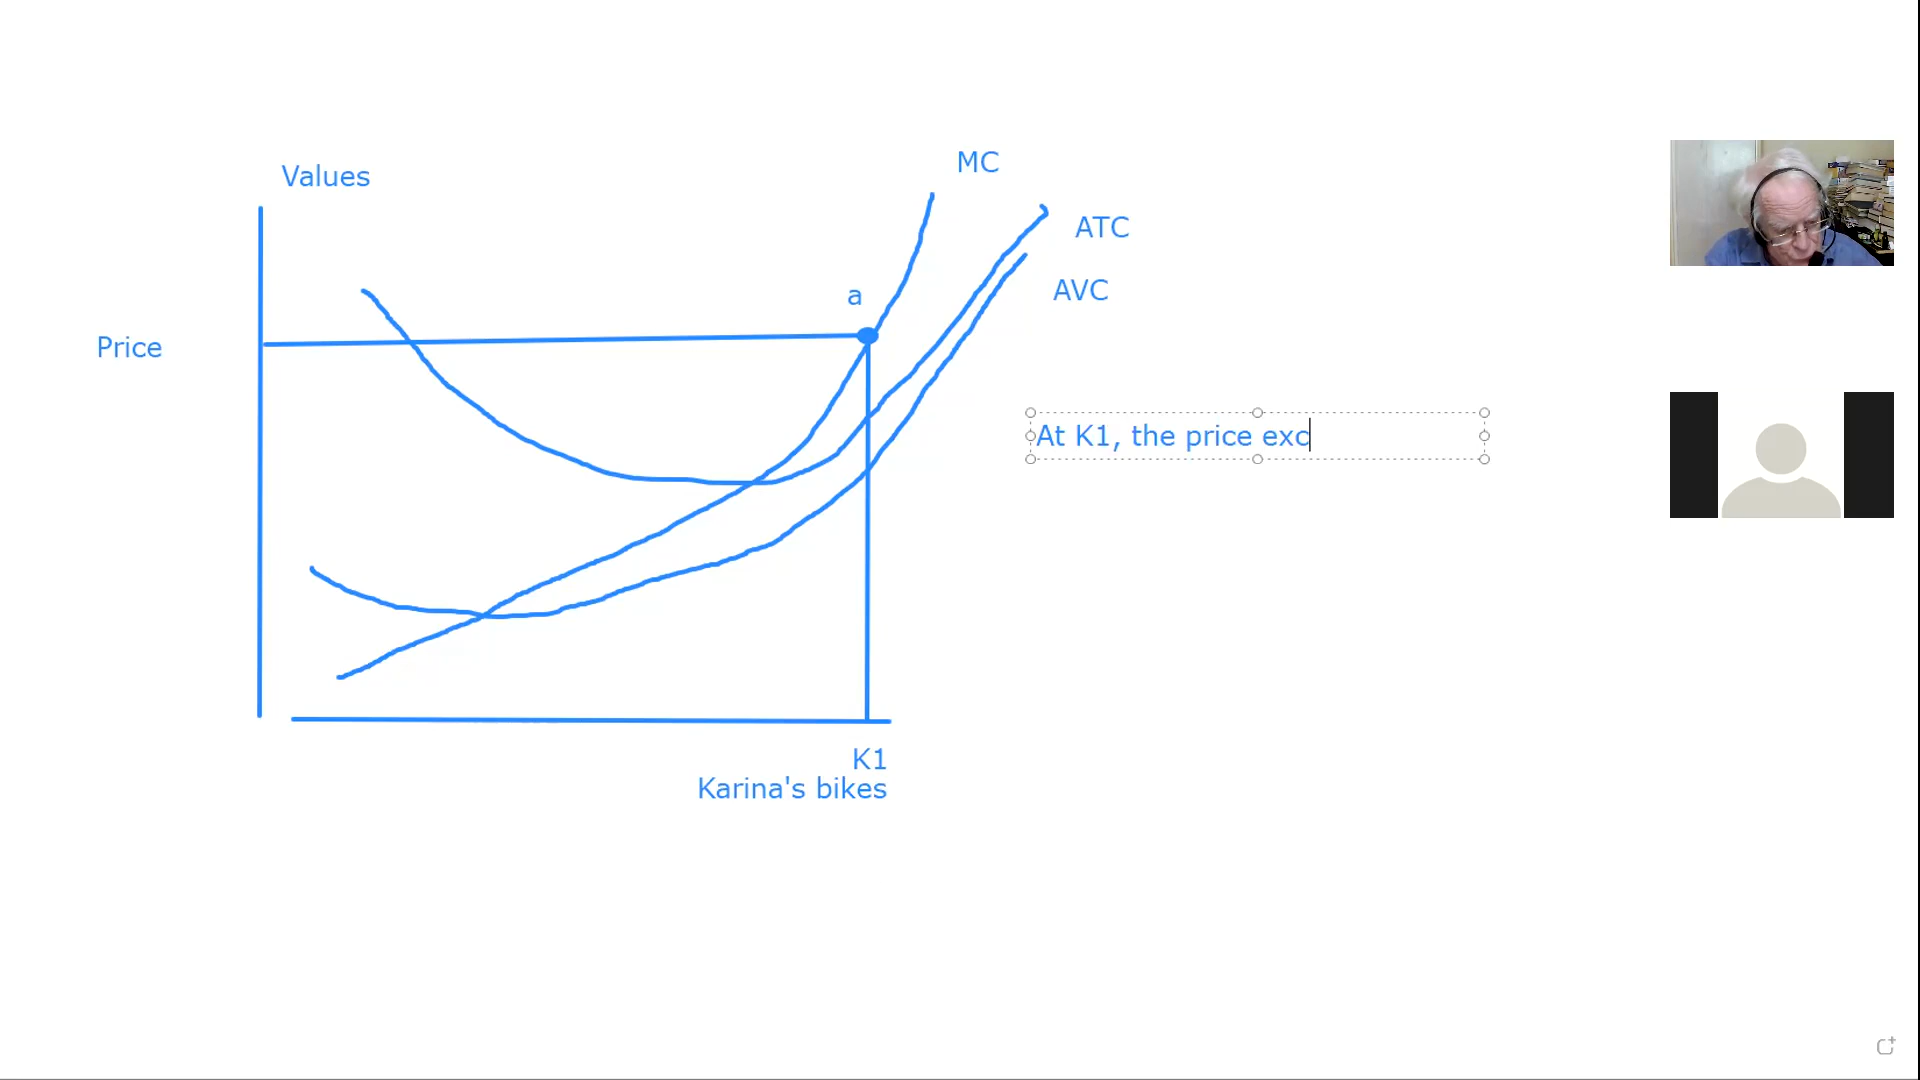 Values
MC
ATC
AVC
a
Price
At K1, the price exc
K1
Karina's bikes